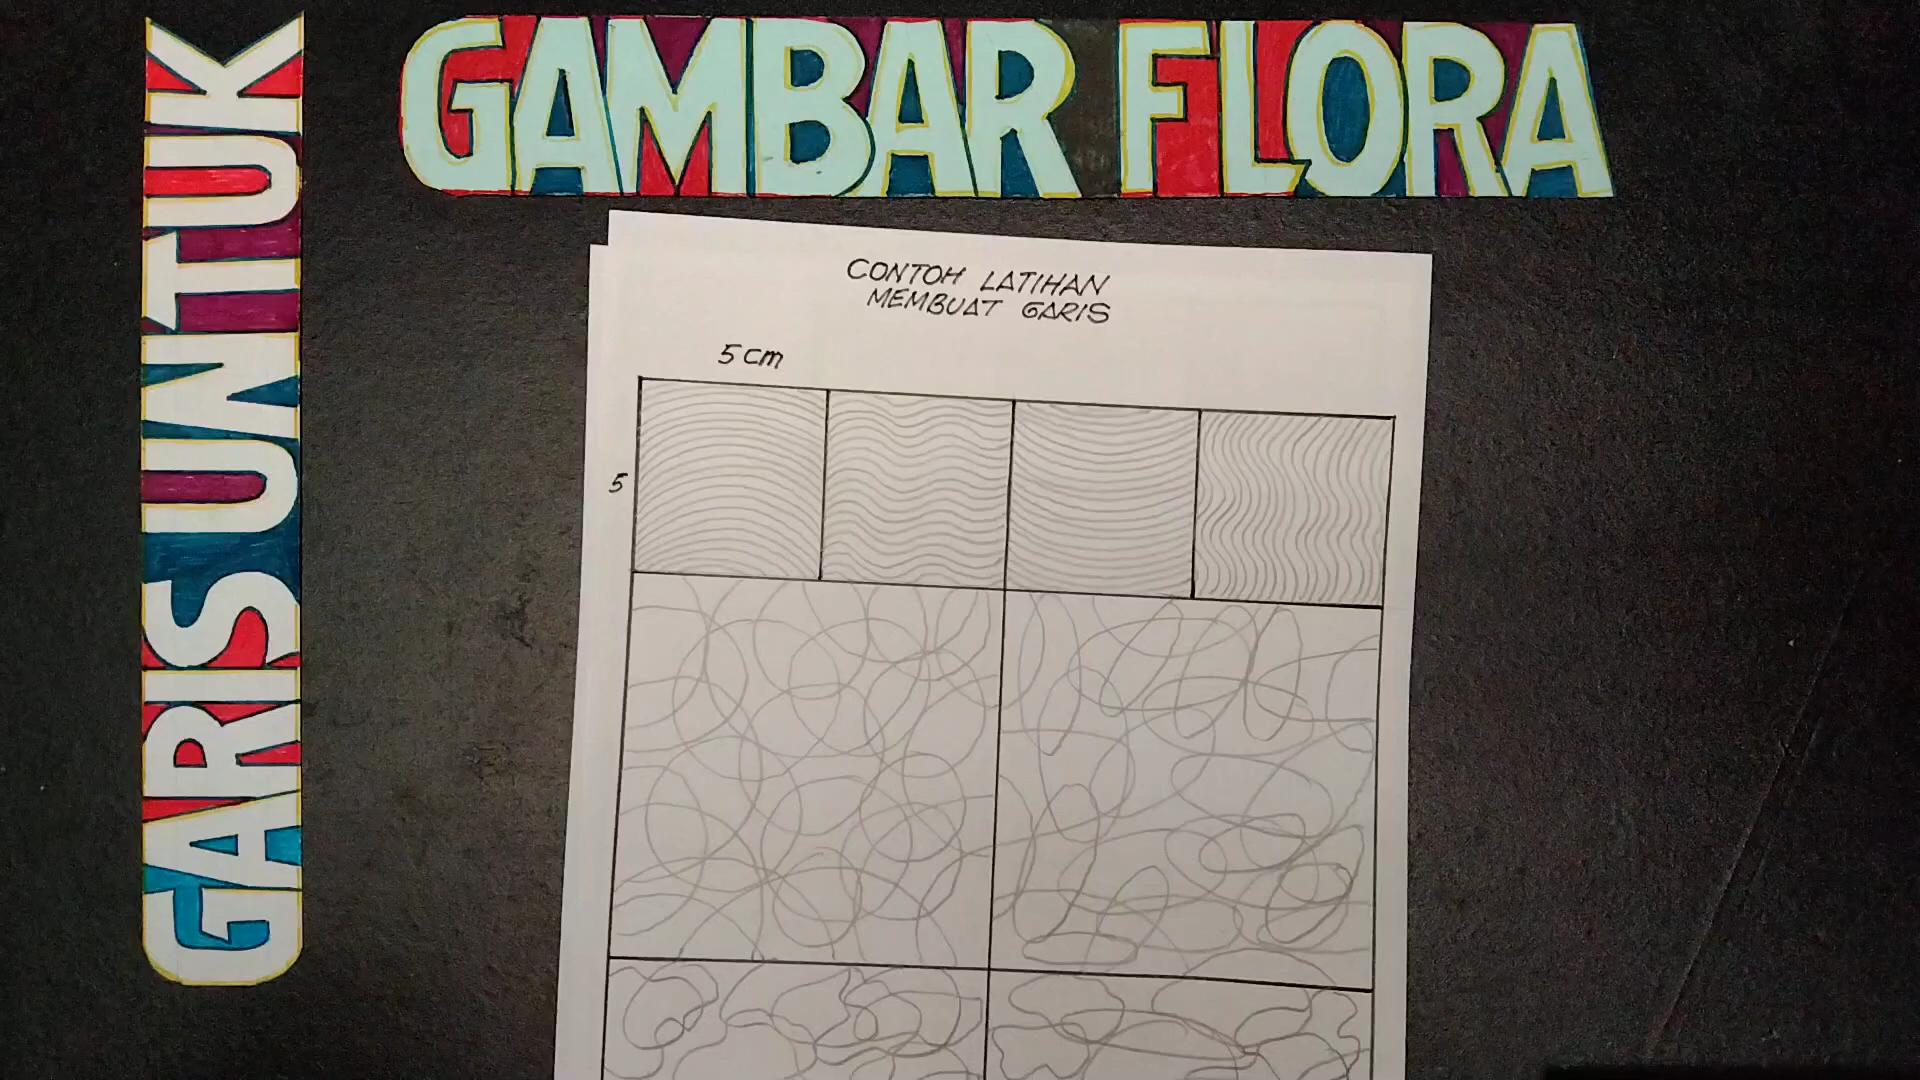 GARIS UNTUK
GAMBAR FLORA
CONTOH LATIHAN
MEMBUAT GARIS
5 cm
5